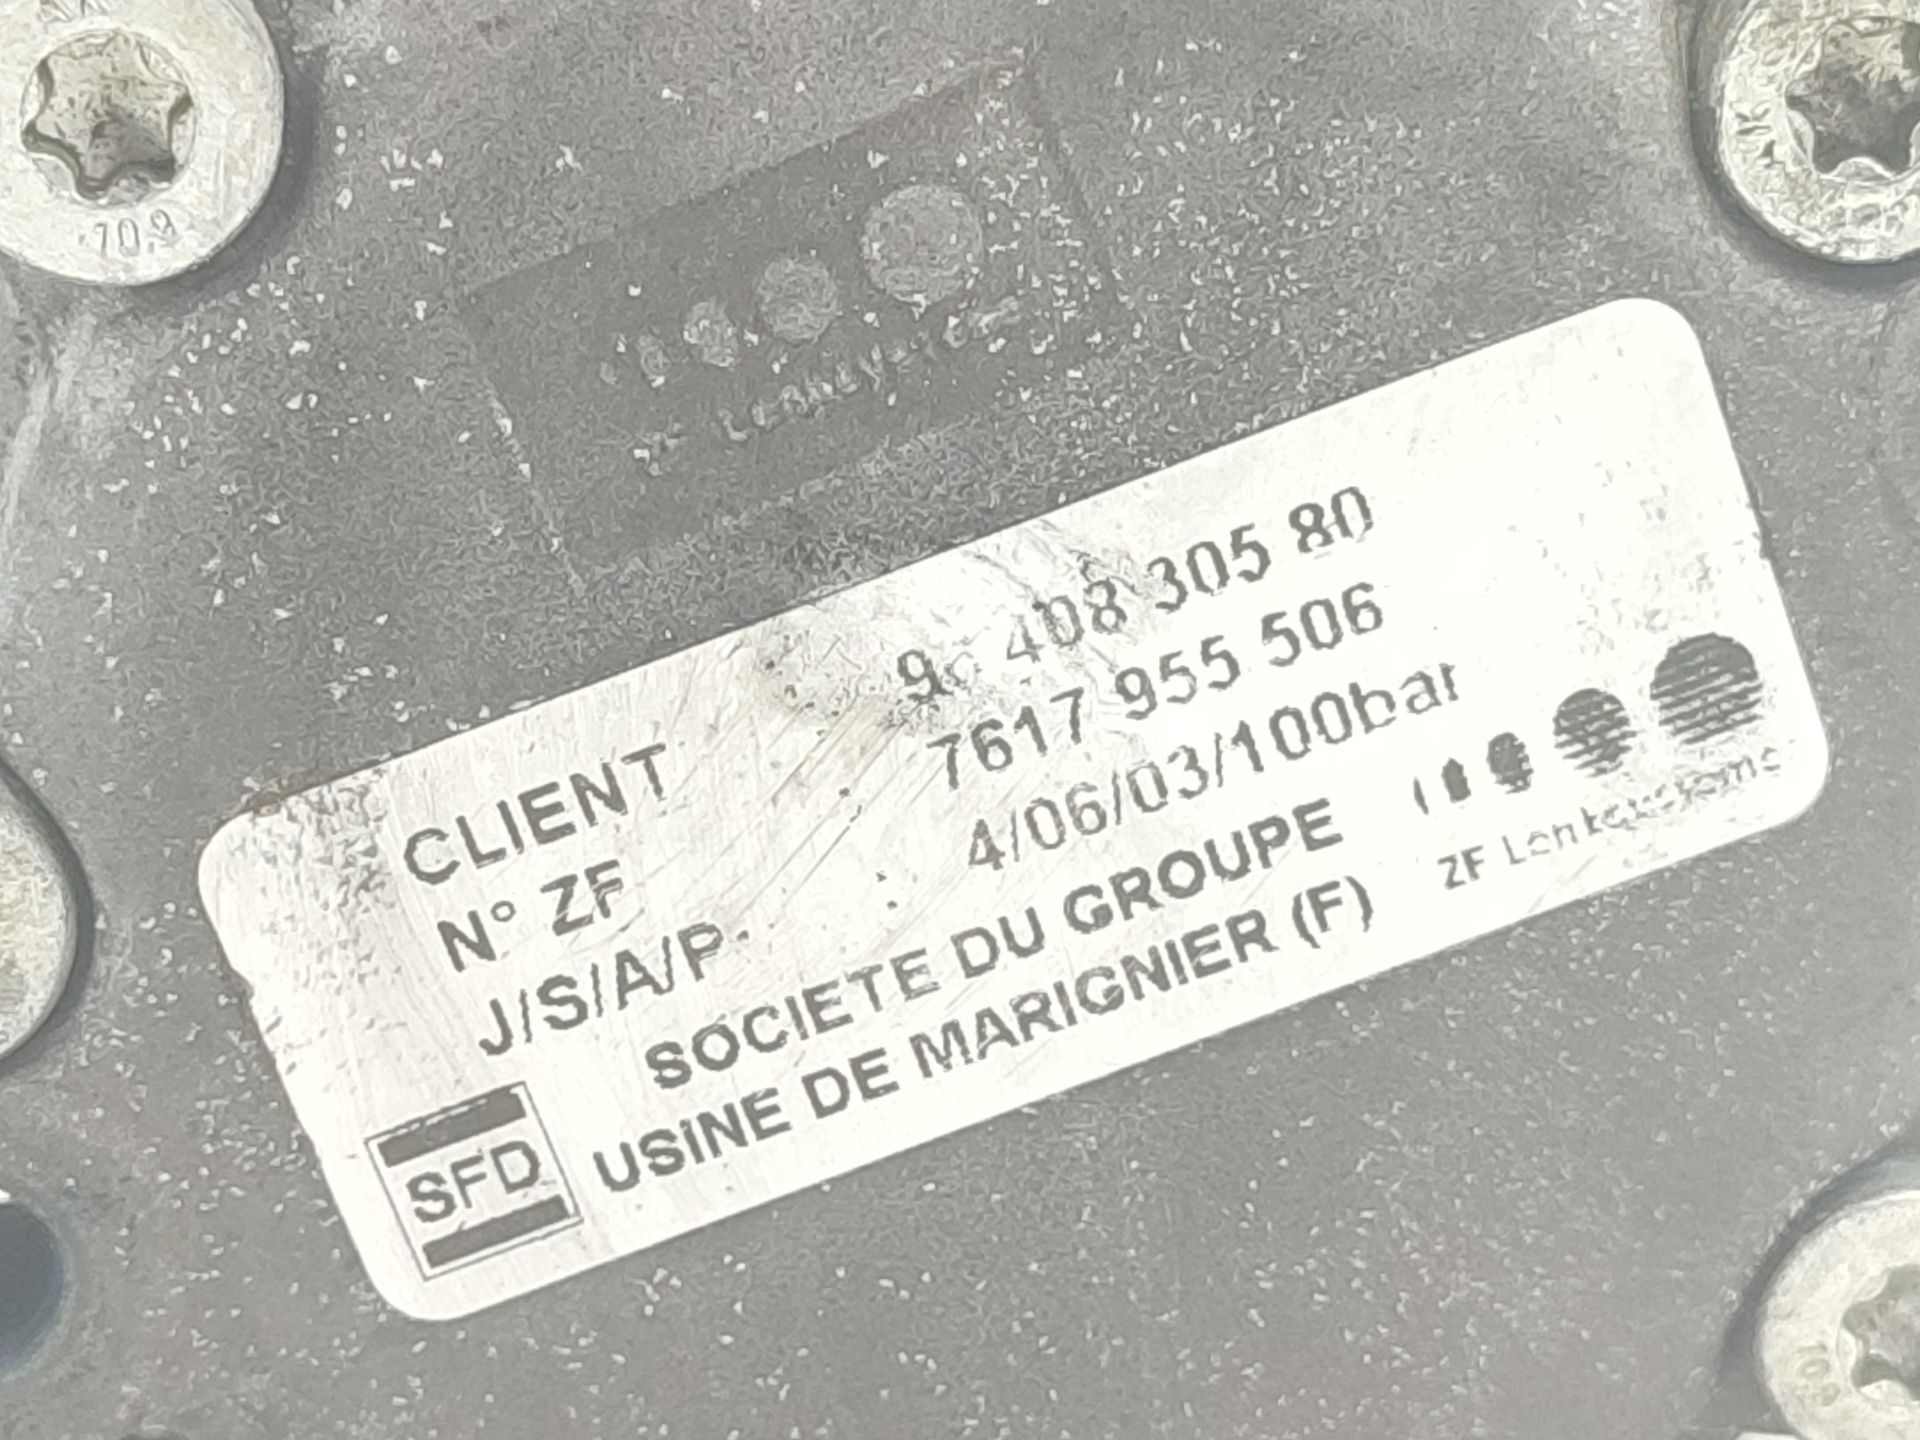 10.9
CLIENT 408 305 80
N° ZF 7617 955 506
J/S/A/P 4/06/03/100bar
SOCIETE DU GROUPE
ZF Lenksysteme
USINE DE MARIGNIER (F)
SFD